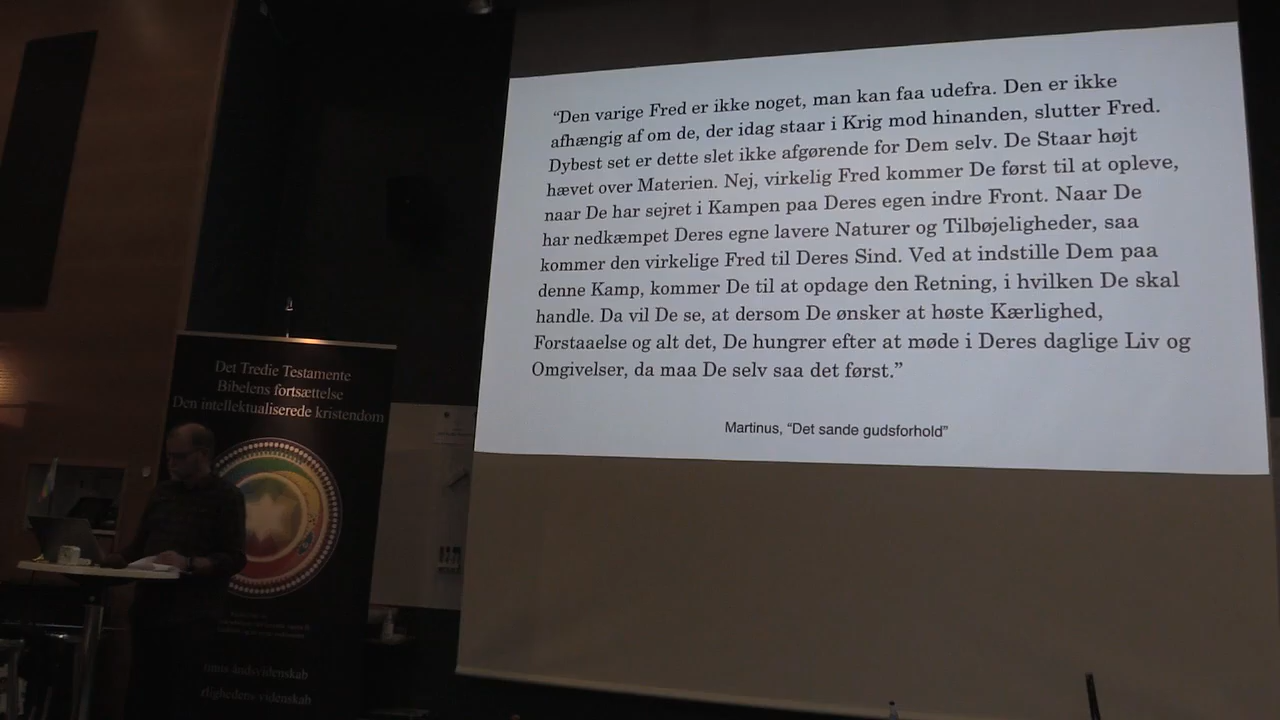 “Den varige Fred er ikke noget, man kan faa udefra. Den er ikke
afhængig af om de, der idag staar i Krig mod hinanden, slutter Fred.
Dybest set er dette slet ikke afgørende for Dem selv. De Staar højt
hævet over Materien. Nej, virkelig Fred kommer De først til at opleve,
naar De har sejret i Kampen paa Deres egen indre Front. Naar De
har nedkæmpet Deres egne lavere Naturer og Tilbøjeligheder, saa
kommer den virkelige Fred til Deres Sind. Ved at indstille Dem paa
denne Kamp, kommer De til at opdage den Retning, i hvilken De skal
handle. Da vil De se, at dersom De ønsker at høste Kærlighed,
Forstaaelse og alt det, De hungrer efter at møde i Deres daglige Liv og
Omgivelser, da maa De selv saa det først.”
Martinus, “Det sande gudsforhold”
Det Tredie Testamente
Bibelens fortsættelse
Den intellektualiserede kristendom
åndsvidenskab
videnskab